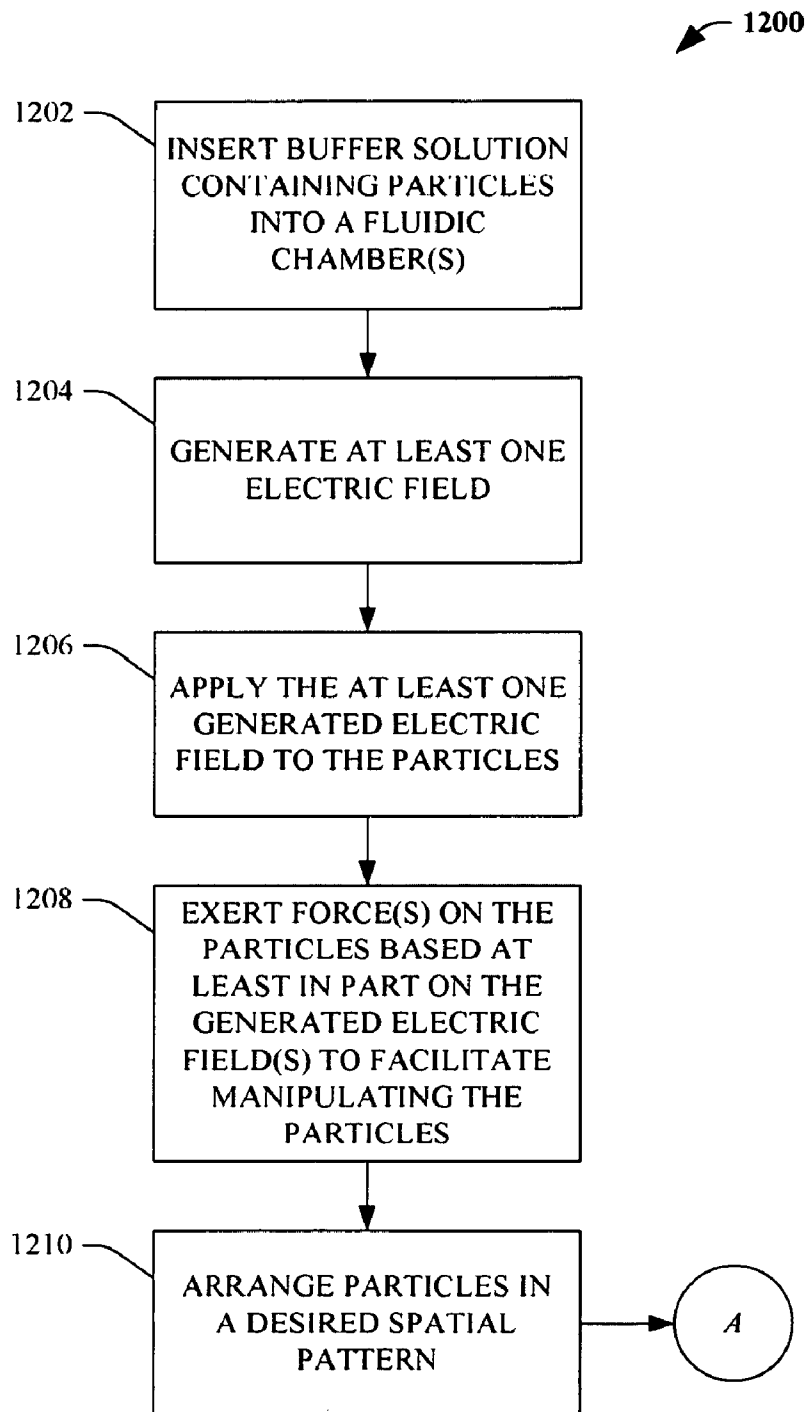 1200
1202
INSERT BUFFER SOLUTION
CONTAINING PARTICLES
INTO A FLUIDIC
CHAMBER(S)
1204
GENERATE AT LEAST ONE
ELECTRIC FIELD
1206
APPLY THE AT LEAST ONE
GENERATED ELECTRIC
FIELD TO THE PARTICLES
1208
EXERT FORCE(S) ON THE
PARTICLES BASED AT
LEAST IN PART ON THE
GENERATED ELECTRIC
FIELD(S) TO FACILITATE
MANIPULATING THE
PARTICLES
1210
ARRANGE PARTICLES IN
A DESIRED SPATIAL
PATTERN
A